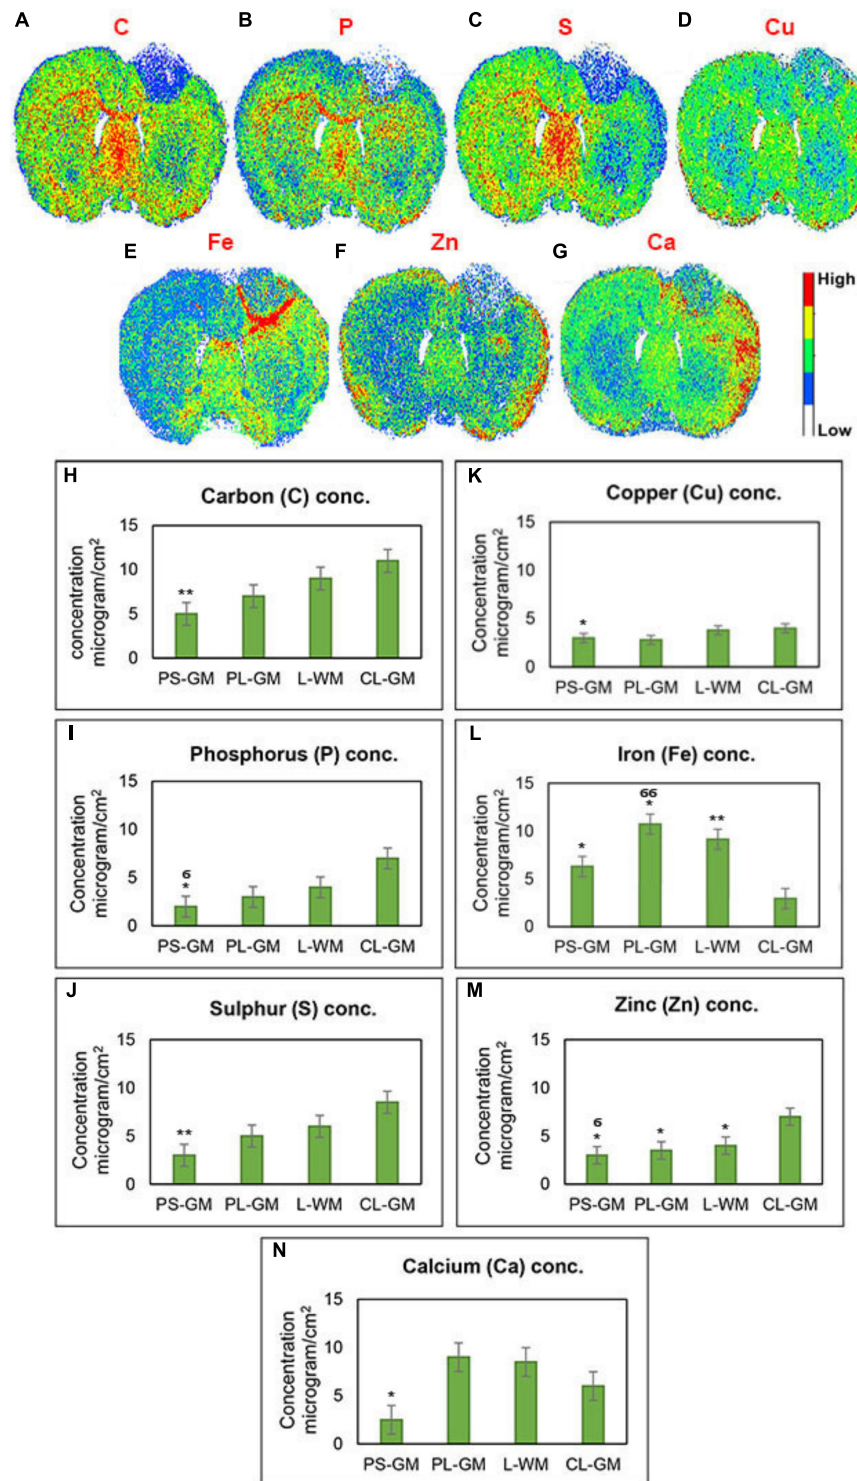 A
C
B
P
C
S
D
Cu
E
Fe
F
Zn
G
Ca
High
Low
H
Carbon (C) conc.
concentration
microgram/cm²
15
10
5
0
**
PS-GM PL-GM L-WM CL-GM
K
Copper (Cu) conc.
Concentration
microgram/cm²
15
10
5
0
*
PS-GM PL-GM L-WM CL-GM
I
Phosphorus (P) conc.
Concentration
microgram/cm²
15
10
5
0
6
*
PS-GM PL-GM L-WM CL-GM
L
Iron (Fe) conc.
Concentration
microgram/cm²
15
10
5
0
*
66
*
**
PS-GM PL-GM L-WM CL-GM
J
Sulphur (S) conc.
Concentration
microgram/cm²
15
10
5
0
**
PS-GM PL-GM L-WM CL-GM
M
Zinc (Zn) conc.
Concentration
microgram/cm²
15
10
5
0
6
*
*
*
PS-GM PL-GM L-WM CL-GM
N
Calcium (Ca) conc.
Concentration
microgram/cm²
15
10
5
0
*
PS-GM PL-GM L-WM CL-GM